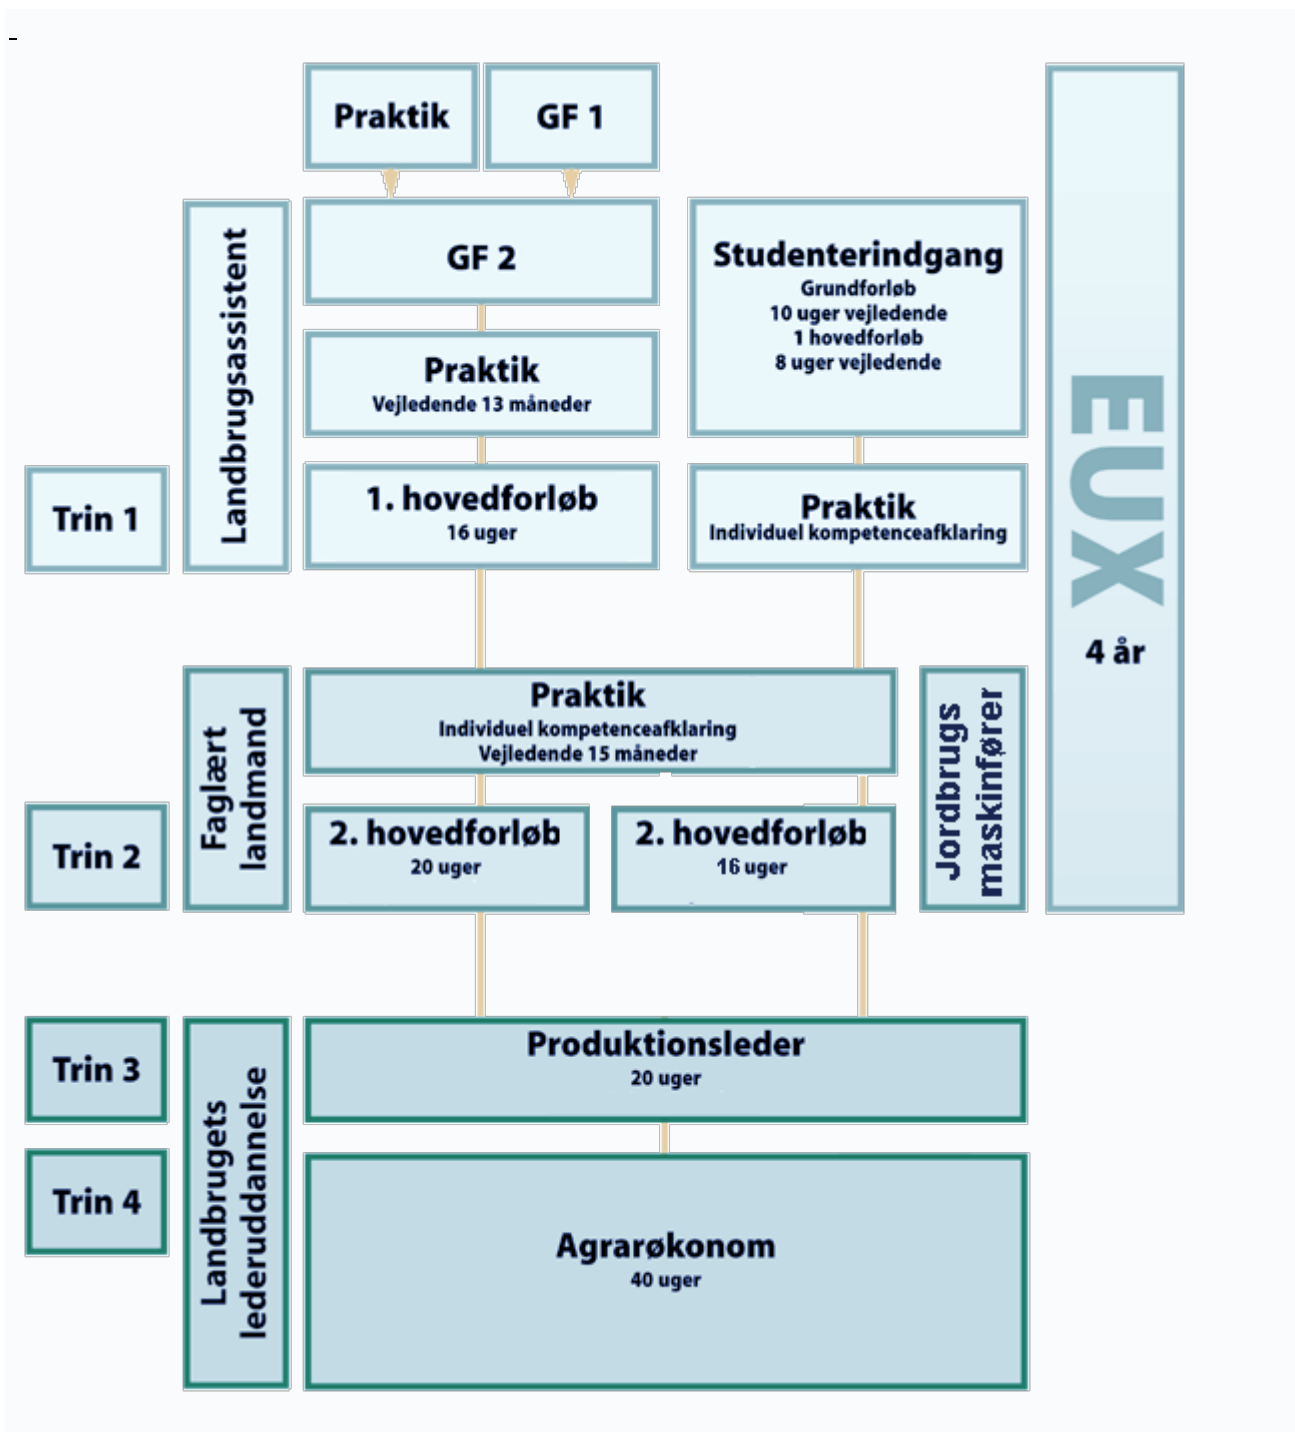 Praktik
GF 1
Landbrugsassistent
GF 2
Studenterindgang
Grundforløb
10 uger vejledende
1 hovedforløb
8 uger vejledende
Praktik
Vejledende 13 måneder
Trin 1
1. hovedforløb
16 uger
Praktik
Individuel kompetenceafklaring
EUX
4 år
Faglært
landmand
Praktik
Individuel kompetenceafklaring
Vejledende 15 måneder
Jordbrugs
maskinfører
Trin 2
2. hovedforløb
20 uger
2. hovedforløb
16 uger
Trin 3
Landbrugets
lederuddannelse
Produktionsleder
20 uger
Trin 4
Agrarøkonom
40 uger